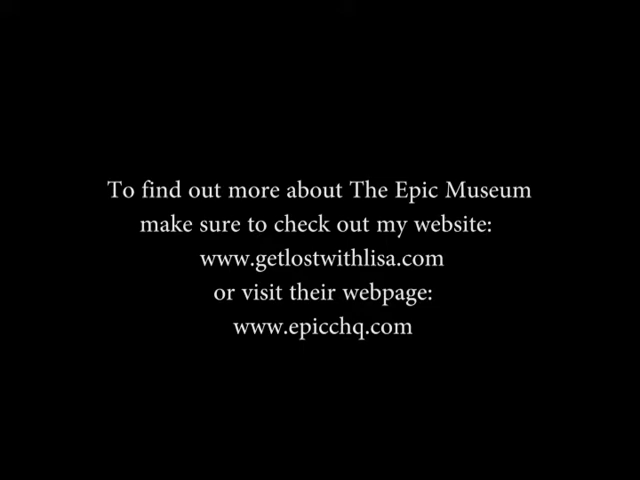 To find out more about The Epic Museum
make sure to check out my website:
www.getlostwithlisa.com
or visit their webpage:
www.epicchq.com